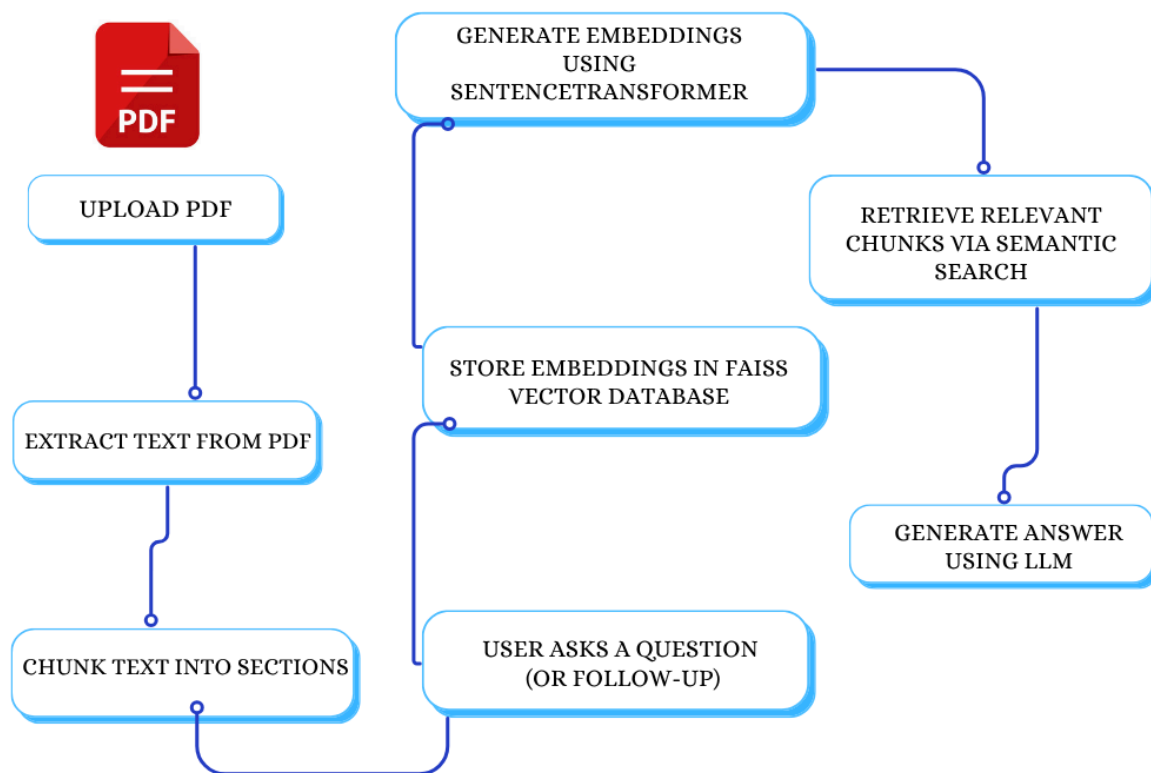 PDF
UPLOAD PDF
EXTRACT TEXT FROM PDF
CHUNK TEXT INTO SECTIONS
GENERATE EMBEDDINGS
USING
SENTENCETRANSFORMER
STORE EMBEDDINGS IN FAISS
VECTOR DATABASE
USER ASKS A QUESTION
(OR FOLLOW-UP)
RETRIEVE RELEVANT
CHUNKS VIA SEMANTIC
SEARCH
GENERATE ANSWER
USING LLM